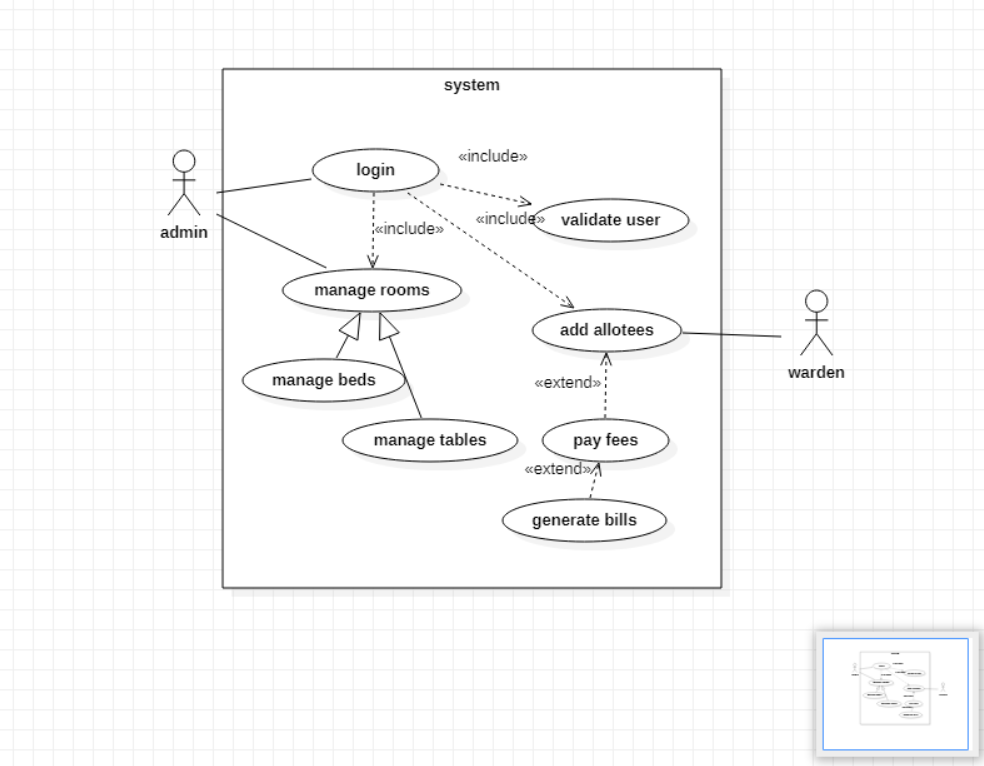 system
«include»
login
«include»
validate user
«include»
admin
manage rooms
add allotees
warden
manage beds
«extend»
manage tables
pay fees
«extend»
generate bills